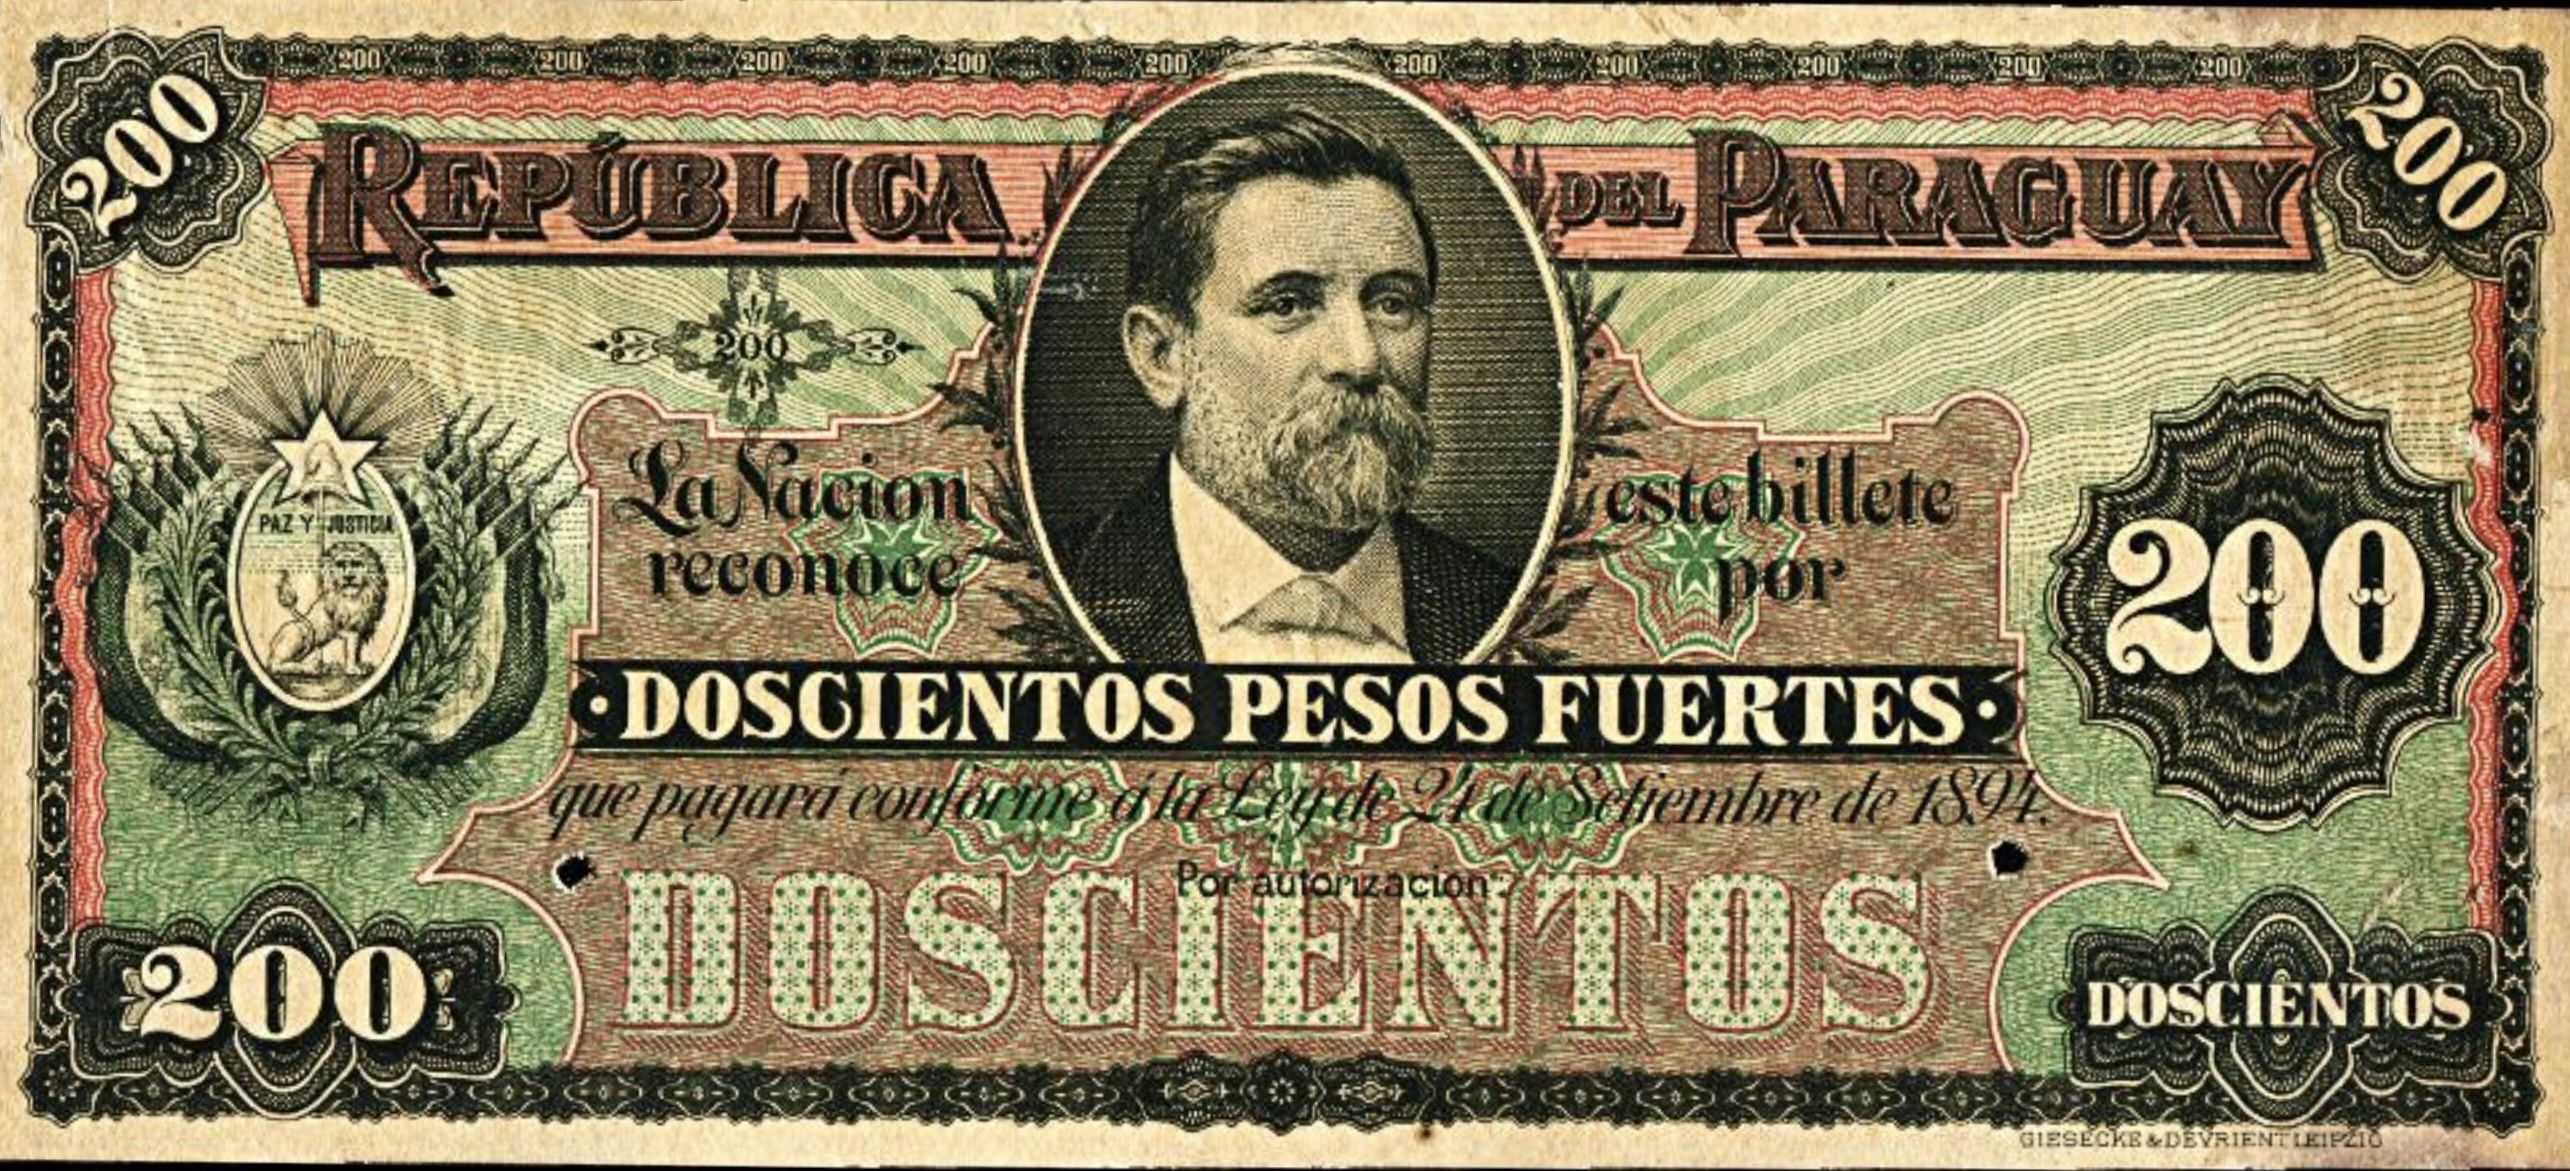 200 200 200 200 200 200 200 200 200 200
200 200
REPÚBLICA DEL PARAGUAY
200
La Nacion este billete
reconoce por
PAZ Y JUSTICIA
200
· DOSCIENTOS PESOS FUERTES ·
que pagará conforme á la Ley de 24 de Setiembre de 1894.
Por autorizacion
DOSCIENTOS
200
DOSCIENTOS
GIESECKE & DEVRIENT LEIPZIG